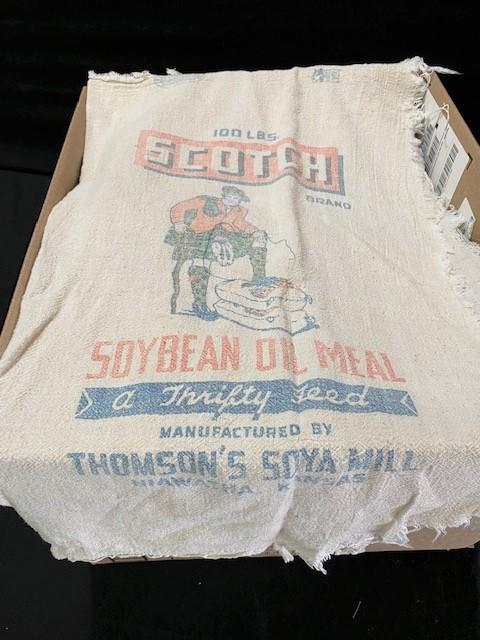 100 LBS.
SCOTCH
BRAND
SOYBEAN OIL MEAL
a Thrifty Feed
MANUFACTURED BY
THOMSON'S SOYA MILL
HIAWATHA, KANSAS